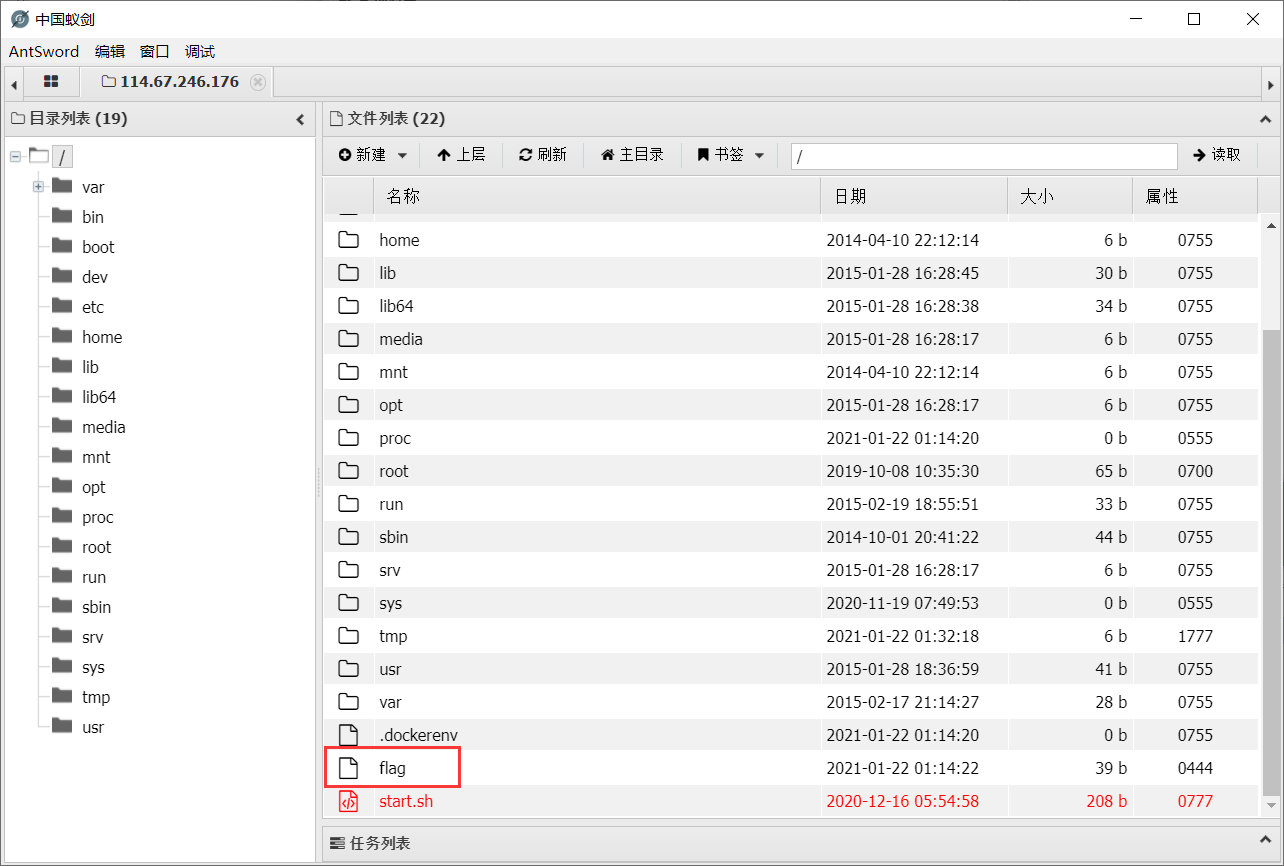 中国蚁剑
AntSword 编辑 窗口 调试
114.67.246.176
目录列表 (19)
/
var
bin
boot
dev
etc
home
lib
lib64
media
mnt
opt
proc
root
run
sbin
srv
sys
tmp
usr
文件列表 (22)
新建 上层 刷新 主目录 书签 / 读取
名称 日期 大小 属性
home 2014-04-10 22:12:14 6 b 0755
lib 2015-01-28 16:28:45 30 b 0755
lib64 2015-01-28 16:28:38 34 b 0755
media 2015-01-28 16:28:17 6 b 0755
mnt 2014-04-10 22:12:14 6 b 0755
opt 2015-01-28 16:28:17 6 b 0755
proc 2021-01-22 01:14:20 0 b 0555
root 2019-10-08 10:35:30 65 b 0700
run 2015-02-19 18:55:51 33 b 0755
sbin 2014-10-01 20:41:22 44 b 0755
srv 2015-01-28 16:28:17 6 b 0755
sys 2020-11-19 07:49:53 0 b 0555
tmp 2021-01-22 01:32:18 6 b 1777
usr 2015-01-28 18:36:59 41 b 0755
var 2015-02-17 21:14:27 28 b 0755
.dockerenv 2021-01-22 01:14:20 0 b 0755
flag 2021-01-22 01:14:22 39 b 0444
start.sh 2020-12-16 05:54:58 208 b 0777
任务列表